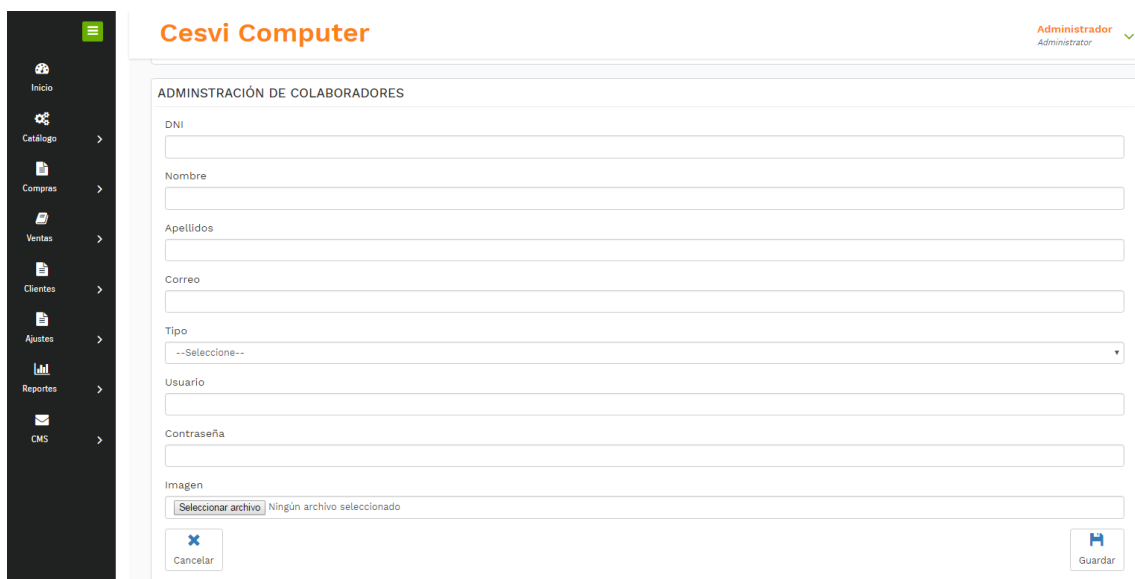 Cesvi Computer
Administrador
Administrator
Inicio
Catálogo
Compras
Ventas
Clientes
Ajustes
Reportes
CMS
ADMINSTRACIÓN DE COLABORADORES
DNI
Nombre
Apellidos
Correo
Tipo
--Seleccione--
Usuario
Contraseña
Imagen
Seleccionar archivo Ningún archivo seleccionado
Cancelar
Guardar